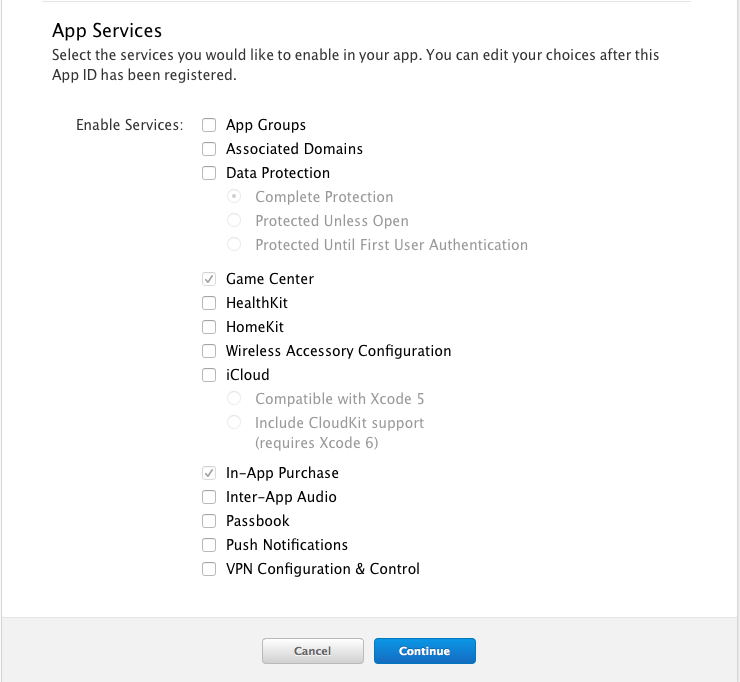 App Services
Select the services you would like to enable in your app. You can edit your choices after this
App ID has been registered.
Enable Services:
App Groups
Associated Domains
Data Protection
Complete Protection
Protected Unless Open
Protected Until First User Authentication
Game Center
HealthKit
HomeKit
Wireless Accessory Configuration
iCloud
Compatible with Xcode 5
Include CloudKit support
(requires Xcode 6)
In-App Purchase
Inter-App Audio
Passbook
Push Notifications
VPN Configuration & Control
Cancel
Continue